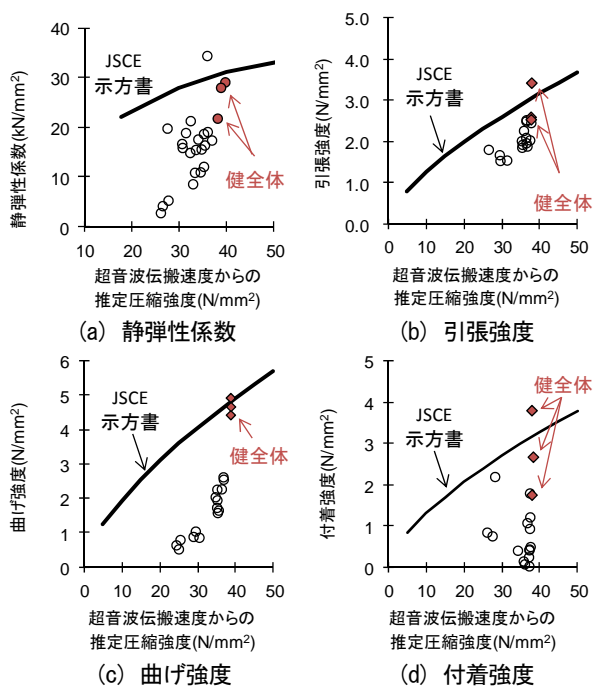 静弾性係数(kN/mm²)
40
30
20
10
0
JSCE
示方書
健全体
10 20 30 40 50
超音波伝搬速度からの
推定圧縮強度(N/mm²)
(a) 静弾性係数
引張強度(N/mm²)
5.0
4.0
3.0
2.0
1.0
0.0
JSCE
示方書
健全体
0 10 20 30 40 50
超音波伝搬速度からの
推定圧縮強度(N/mm²)
(b) 引張強度
曲げ強度(N/mm²)
6
5
4
3
2
1
0
JSCE
示方書
健全体
0 10 20 30 40 50
超音波伝搬速度からの
推定圧縮強度(N/mm²)
(c) 曲げ強度
付着強度(N/mm²)
5
4
3
2
1
0
JSCE
示方書
健全体
0 10 20 30 40 50
超音波伝搬速度からの
推定圧縮強度(N/mm²)
(d) 付着強度